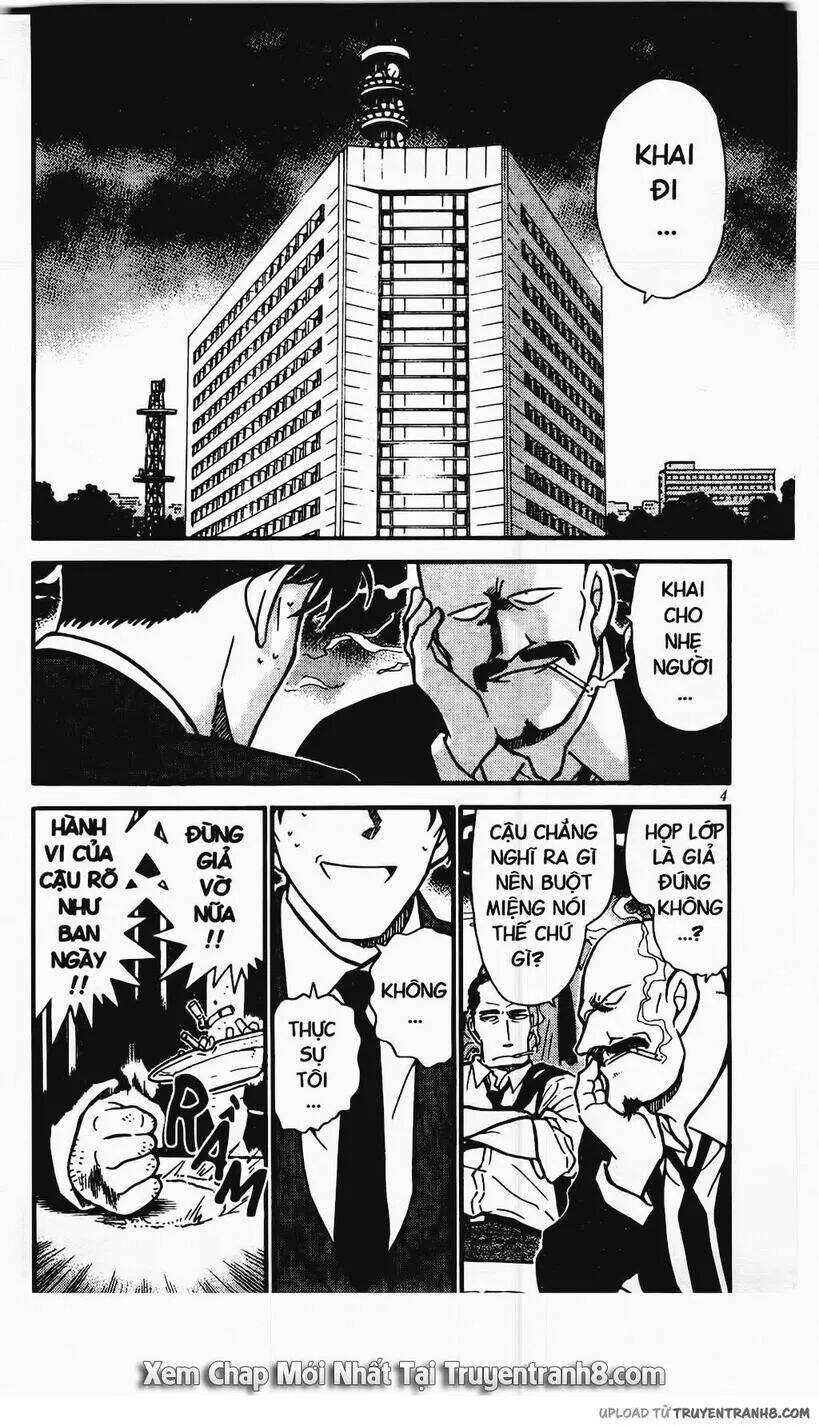 KHAI
ĐI
...
KHAI
CHO
NHẸ
NGƯỜI
...
4
HỌP LỚP
LÀ GIẢ
ĐÚNG
KHÔNG
...?
CẬU CHẲNG
NGHĨ RA GÌ
NÊN BUỘT
MIỆNG NÓI
THẾ CHỨ
GÌ?
KHÔNG
...
THỰC
SỰ TÔI
...
ĐỪNG
GIẢ
VỜ
NỮA
!!
HÀNH
VI CỦA
CẬU RÕ
NHƯ
BAN
NGÀY
!!
RẦM
Xem Chap Mới Nhất Tại Truyentranh8.com
UPLOAD TỪ TRUYENTRANH8.COM